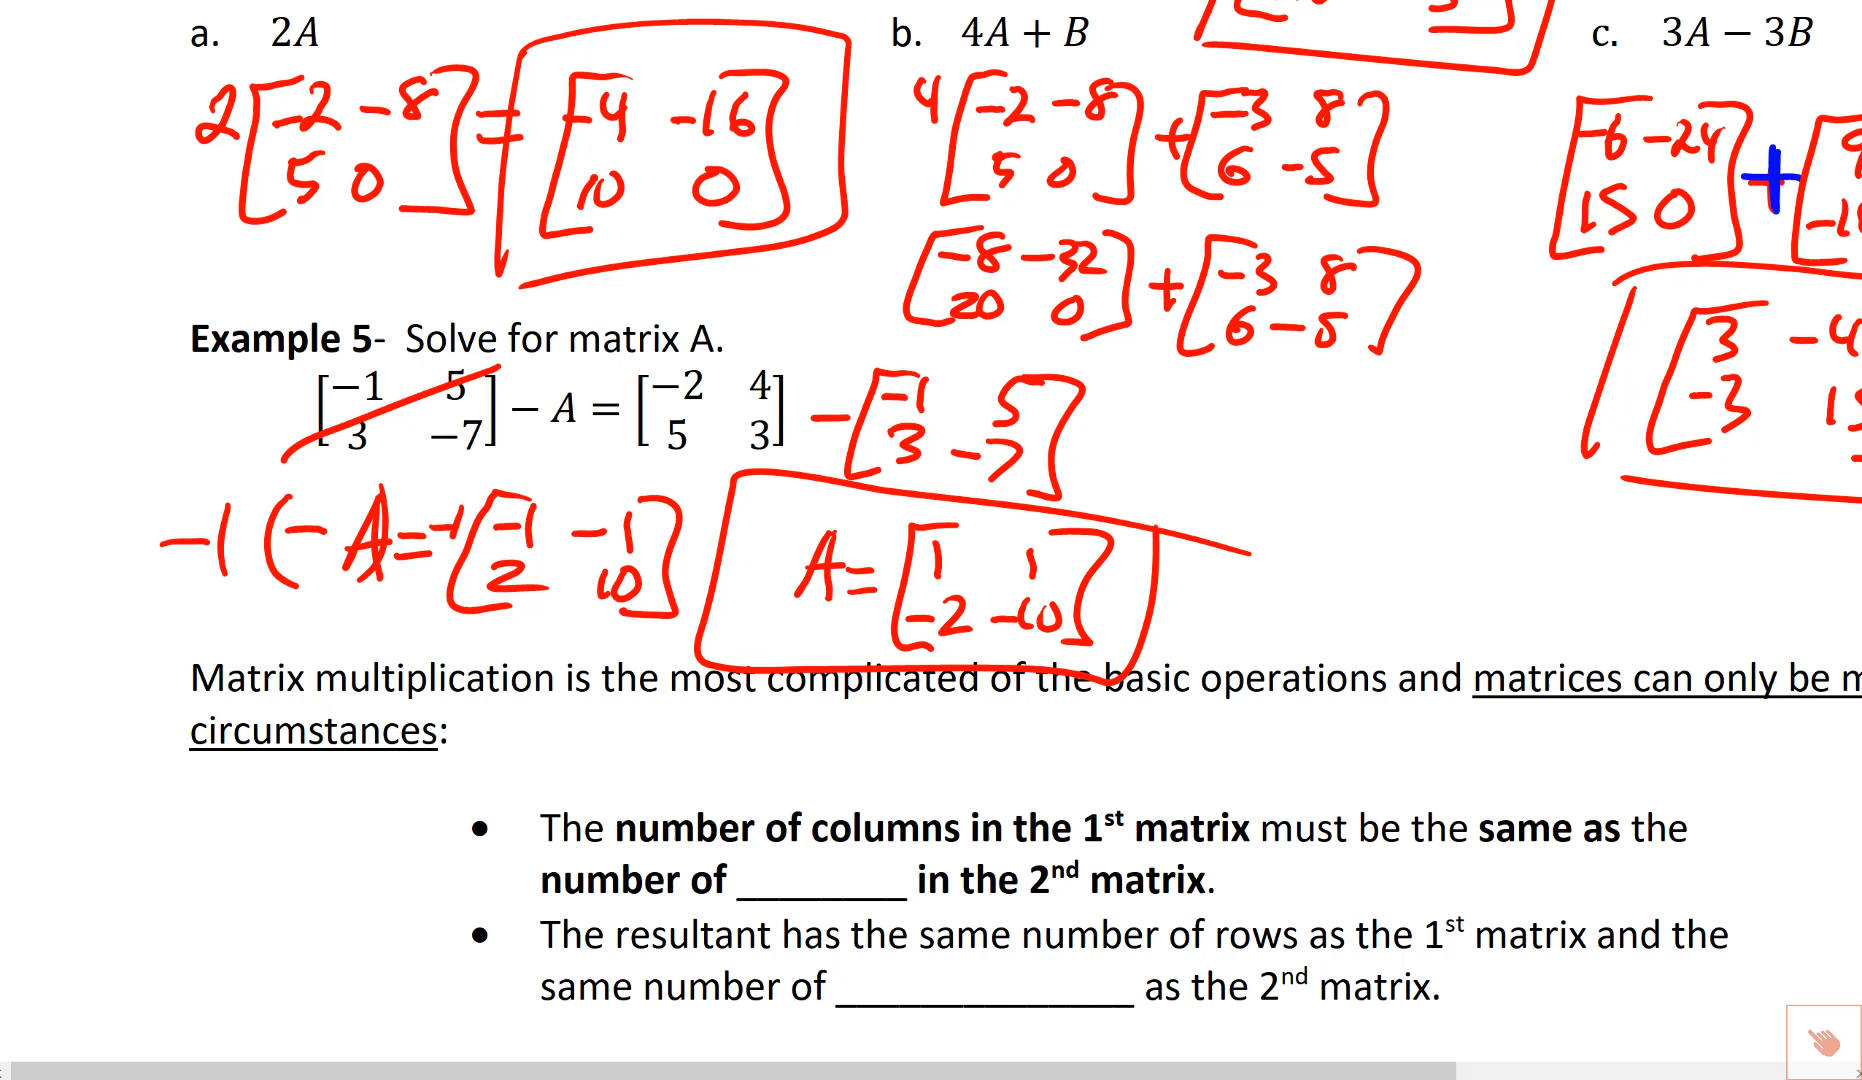 a. 2A b. 4A + B c. 3A − 3B
2[−2 −8; 5 0] = [−4 −16; 10 0]
4[−2 −8; 5 0] + [−3 8; 6 −5]
[−8 −32; 20 0] + [−3 8; 6 −5]
[−6 −24; 15 0] +
3 −4
−3
Example 5- Solve for matrix A.
[−1 5; 3 −7] − A = [−2 4; 5 3] − [−1 5; 3 −7]
−1 (−A = −1[−1 −1; 2 10]
A = [1 1; −2 −10]
Matrix multiplication is the most complicated of the basic operations and matrices can only be
circumstances:
• The number of columns in the 1st matrix must be the same as the
number of ________ in the 2nd matrix.
• The resultant has the same number of rows as the 1st matrix and the
same number of ______________ as the 2nd matrix.